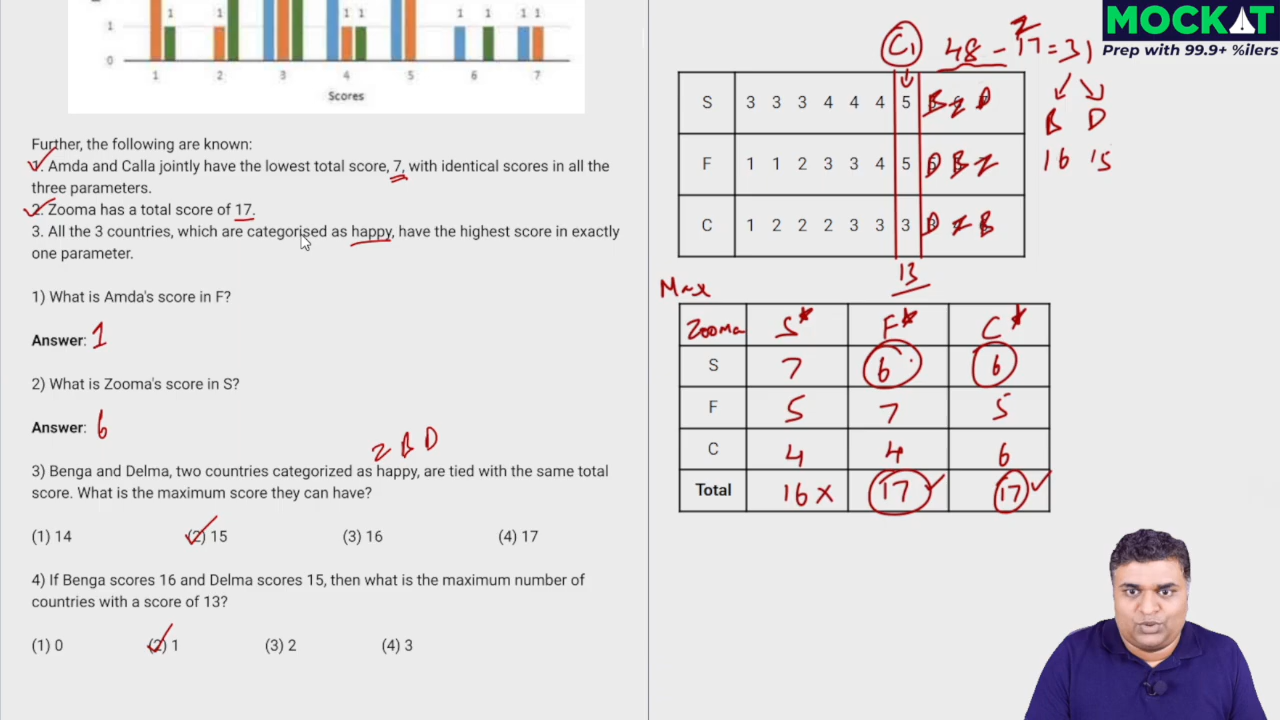 1
0
1
1
1 1
1
1
1 1
1
2
3
4
5
6
7
Scores
Further, the following are known:
1. Amda and Calla jointly have the lowest total score, 7, with identical scores in all the
three parameters.
2. Zooma has a total score of 17.
3. All the 3 countries, which are categorised as happy, have the highest score in exactly
one parameter.
1) What is Amda's score in F?
Answer: 1
2) What is Zooma's score in S?
Answer: 6
Z B D
3) Benga and Delma, two countries categorized as happy, are tied with the same total
score. What is the maximum score they can have?
(1) 14 (2) 15 (3) 16 (4) 17
4) If Benga scores 16 and Delma scores 15, then what is the maximum number of
countries with a score of 13?
(1) 0 (2) 1 (3) 2 (4) 3
MOCKAT
Prep with 99.9+ %ilers
Z
C1 48 - 17 = 31
B D
16 15
S 3 3 3 4 4 4 5 B Z D
F 1 1 2 3 3 4 5 D B Z
C 1 2 2 2 3 3 3 D Z B
13
Max
Zooma S* F* C*
S 7 6 6
F 5 7 5
C 4 4 6
Total 16 x 17 17